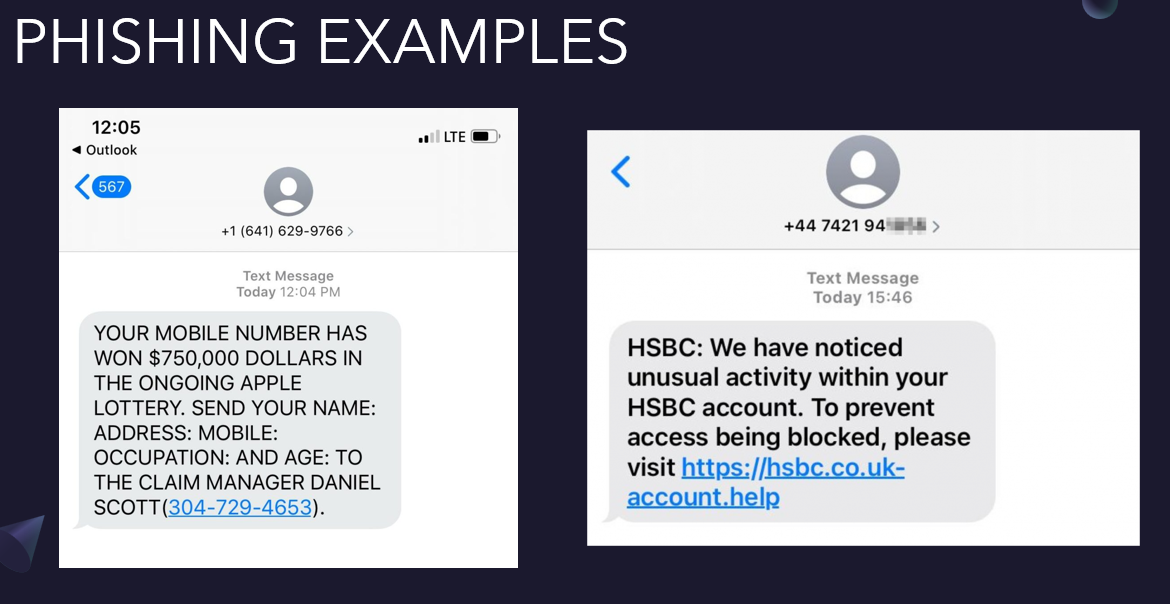 PHISHING EXAMPLES
12:05
LTE
Outlook
567
+1 (641) 629-9766
Text Message
Today 12:04 PM
YOUR MOBILE NUMBER HAS
WON $750,000 DOLLARS IN
THE ONGOING APPLE
LOTTERY. SEND YOUR NAME:
ADDRESS: MOBILE:
OCCUPATION: AND AGE: TO
THE CLAIM MANAGER DANIEL
SCOTT(304-729-4653).
+44 7421 94
Text Message
Today 15:46
HSBC: We have noticed
unusual activity within your
HSBC account. To prevent
access being blocked, please
visit https://hsbc.co.uk-
account.help